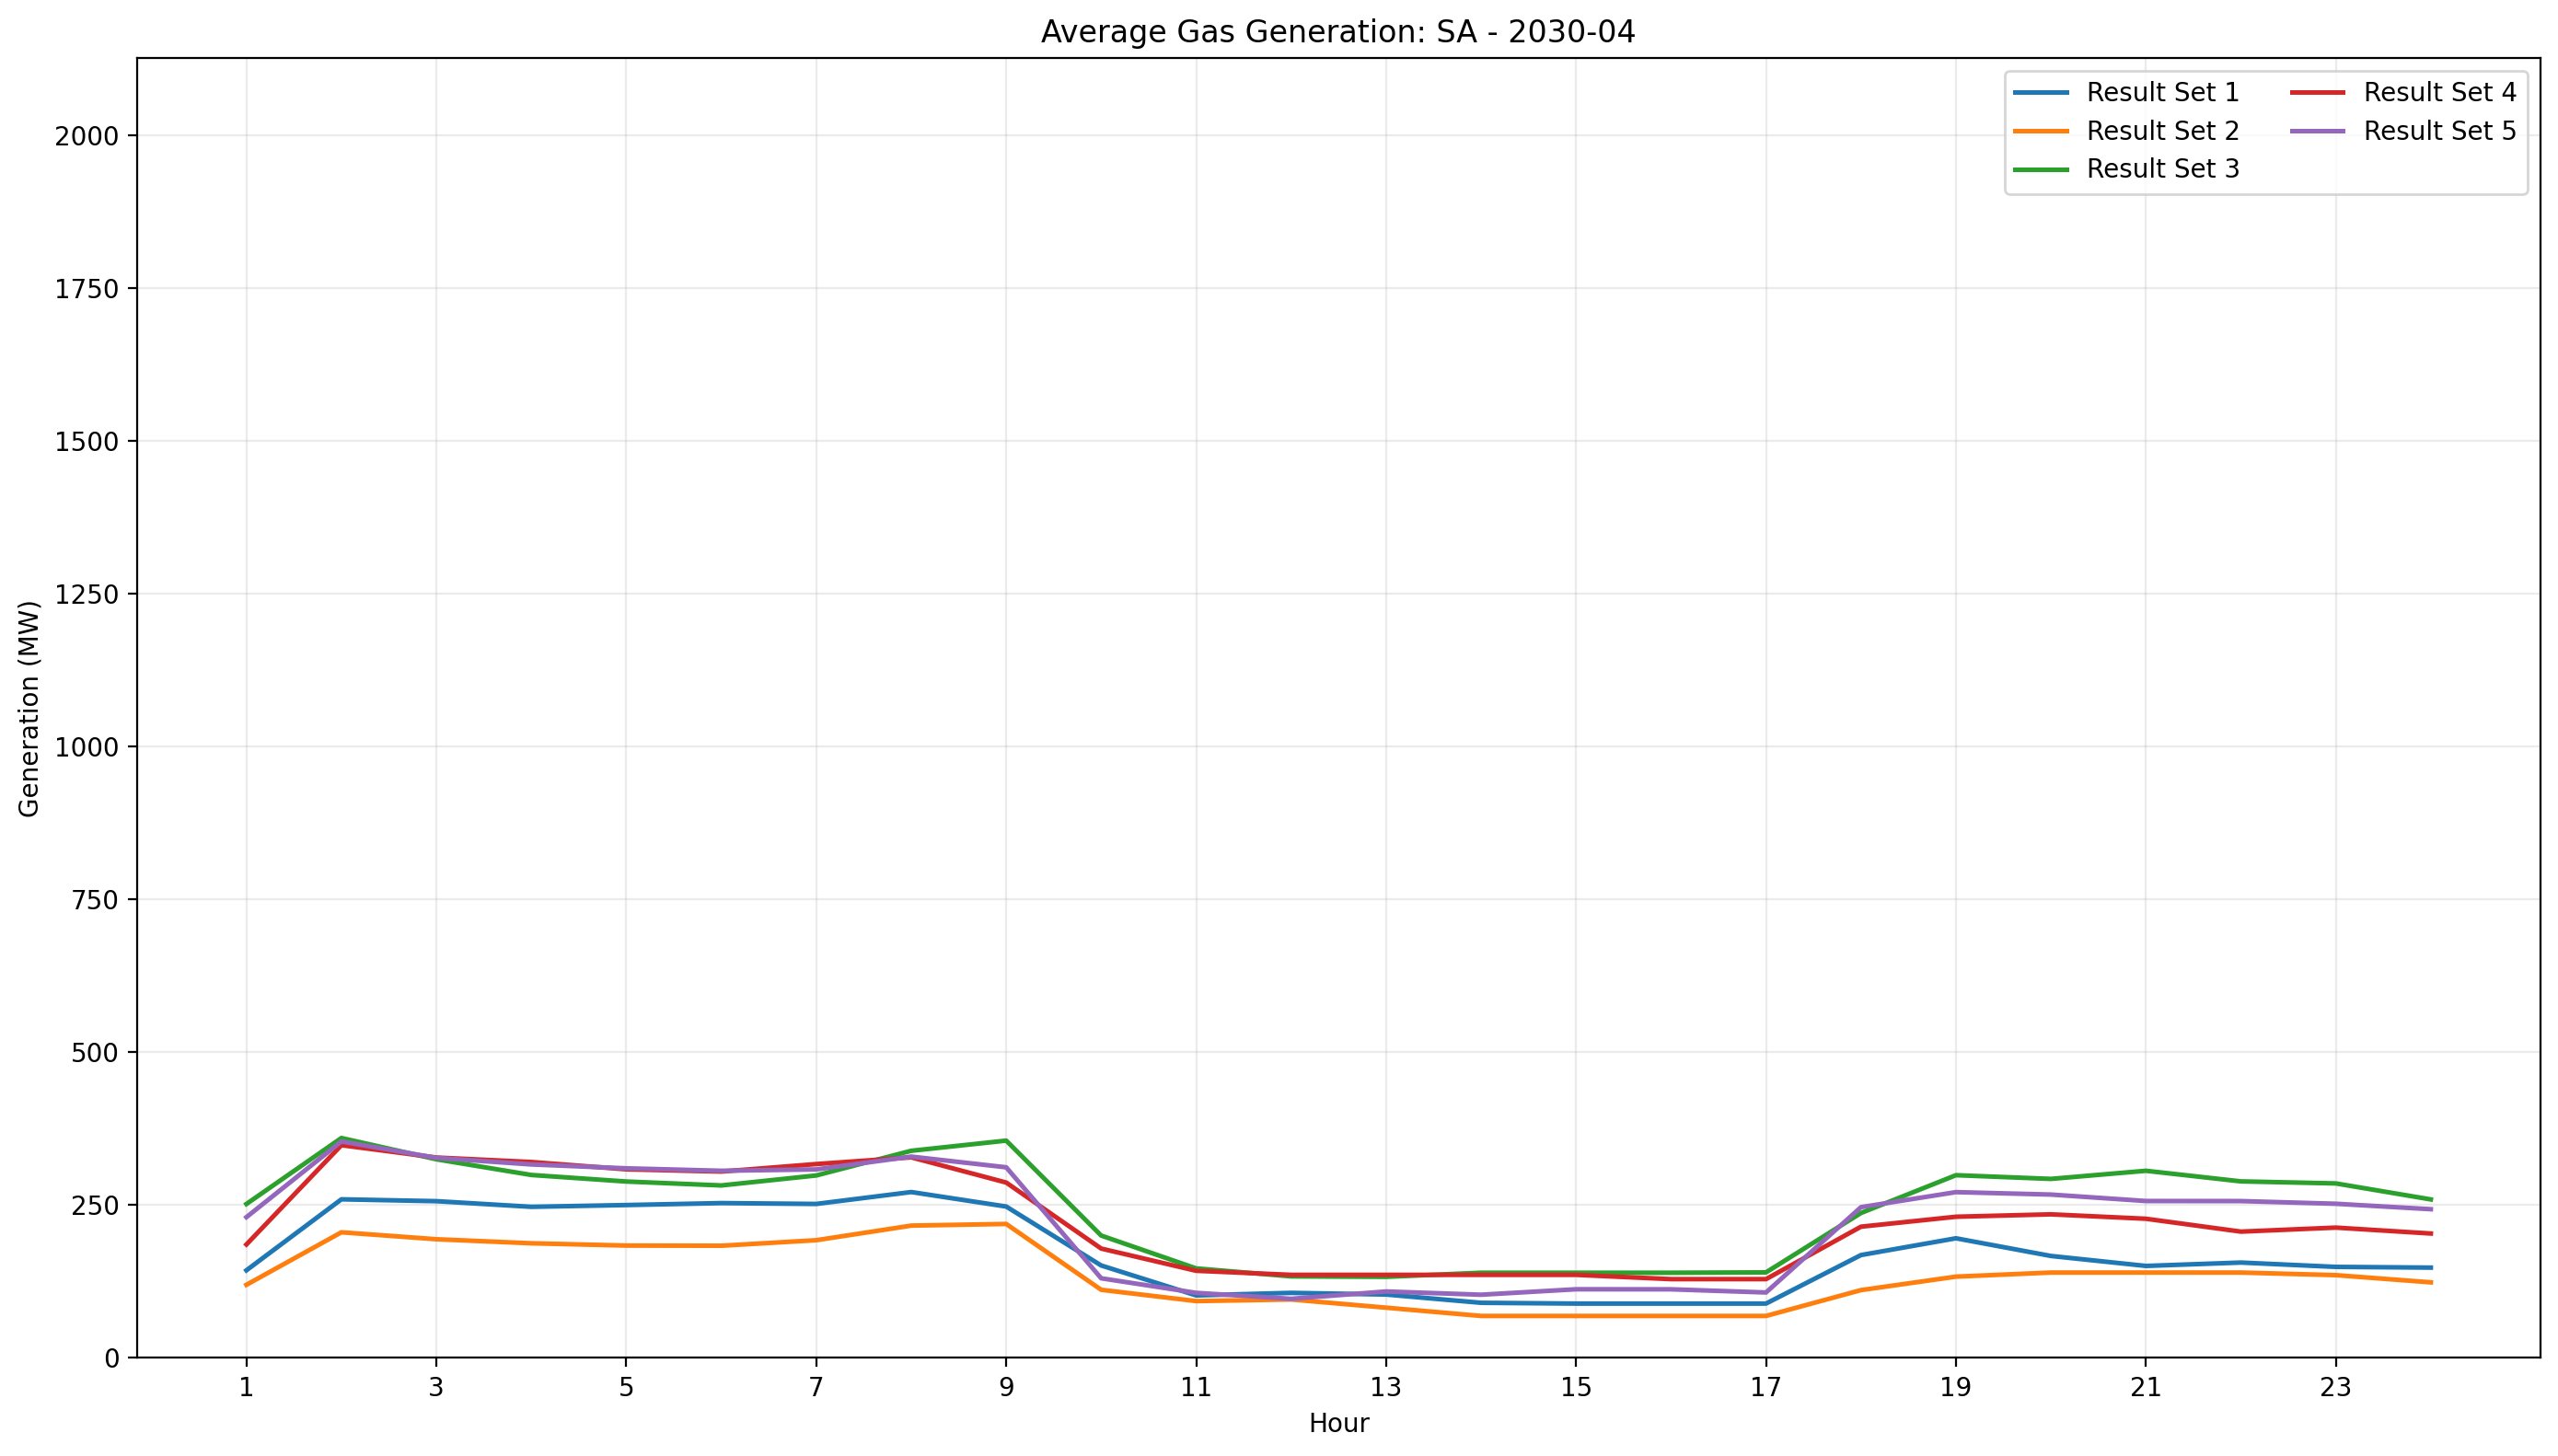 Average Gas Generation: SA - 2030-04
Result Set 1
Result Set 2
Result Set 3
Result Set 4
Result Set 5
Generation (MW)
2000
1750
1500
1250
1000
750
500
250
0
1 3 5 7 9 11 13 15 17 19 21 23
Hour